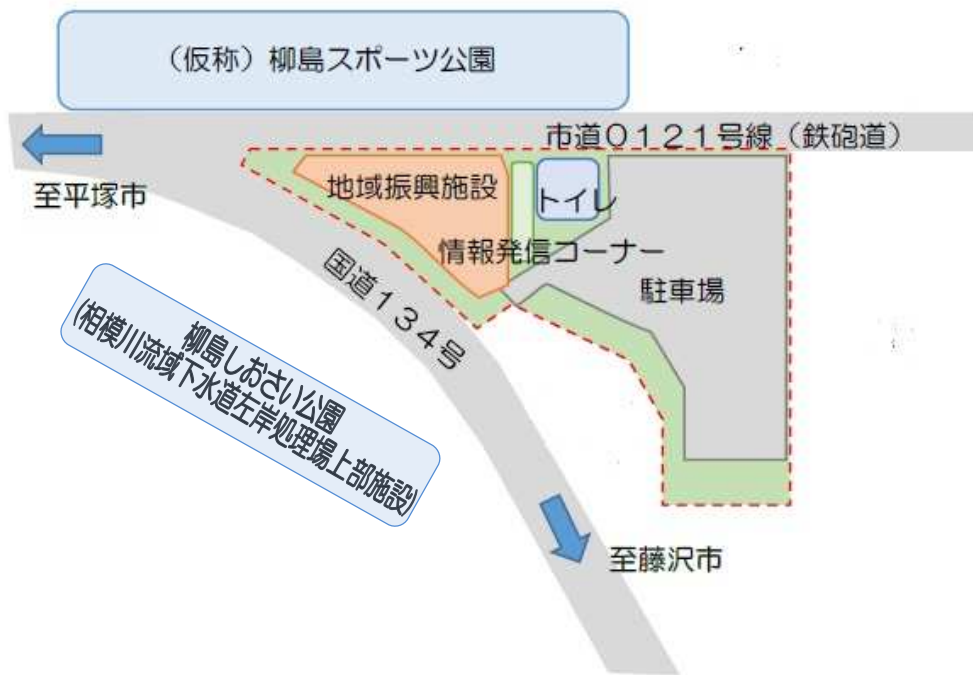 （仮称）柳島スポーツ公園
市道０１２１号線（鉄砲道）
至平塚市
地域振興施設
トイレ
情報発信コーナー
駐車場
国道１３４号
柳島しおさい公園
(相模川流域下水道左岸処理場上部施設)
至藤沢市